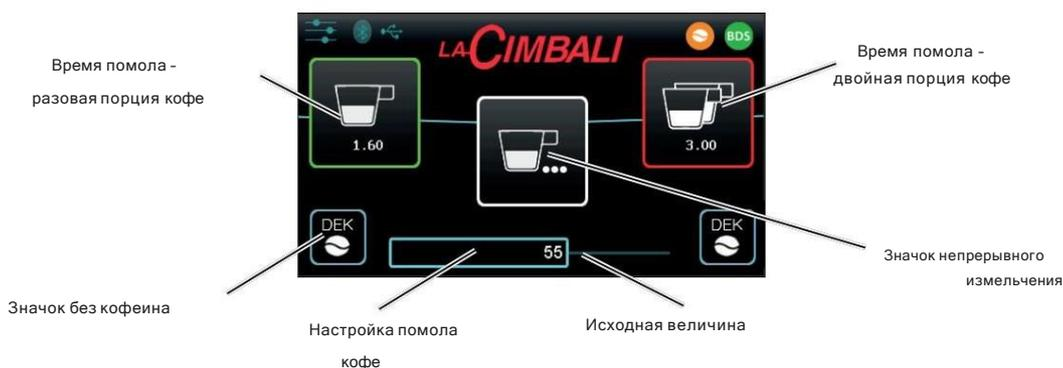 LA CIMBALI
BDS
Время помола -
разовая порция кофе
Время помола -
двойная порция кофе
1.60
3.00
DEK
DEK
55
Значок непрерывного
измельчения
Значок без кофеина
Настройка помола
кофе
Исходная величина